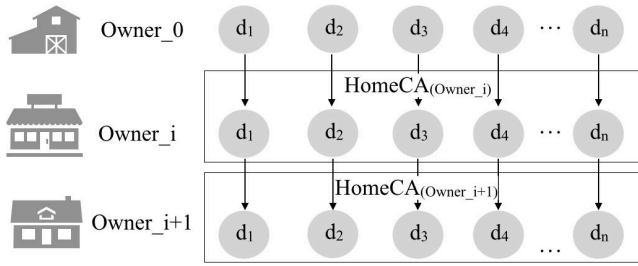 Owner_0 d1 d2 d3 d4 ... dn
HomeCA(Owner_i)
Owner_i d1 d2 d3 d4 ... dn
HomeCA(Owner_i+1)
Owner_i+1 d1 d2 d3 d4 ... dn